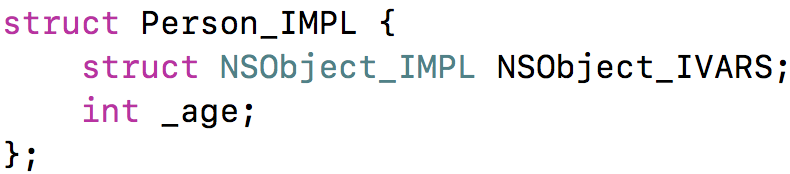 struct Person_IMPL {
    struct NSObject_IMPL NSObject_IVARS;
    int _age;
};